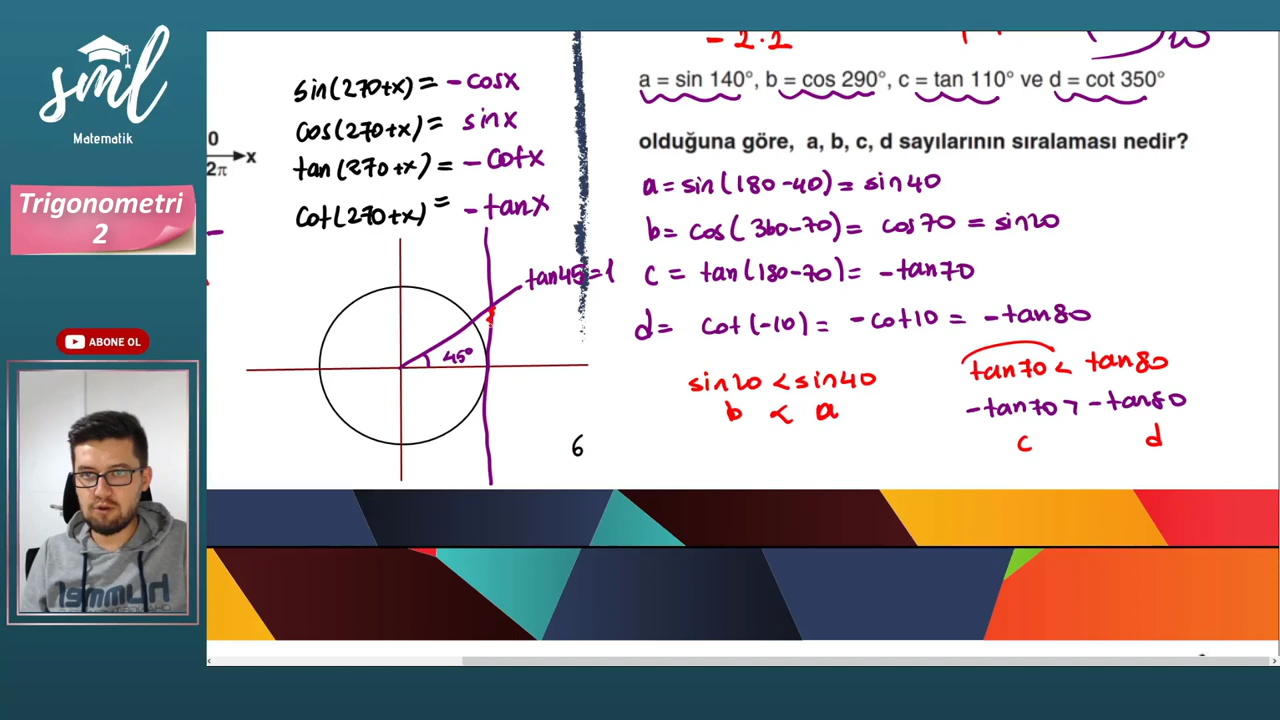 sml
Matematik
Trigonometri
2
ABONE OL
0
x
2π
sin(270+x) = -cosx
cos(270+x) = sinx
tan(270+x) = -cotx
cot(270+x) = -tanx
tan45=1
45°
6
- 2.2
a = sin 140°, b = cos 290°, c = tan 110° ve d = cot 350°
olduğuna göre, a, b, c, d sayılarının sıralaması nedir?
a = sin(180-40) = sin40
b = cos(360-70) = cos70 = sin20
c = tan(180-70) = -tan70
d = cot(-10) = -cot10 = -tan80
sin20 < sin40
b < a
tan70 < tan80
-tan70 > -tan80
c d
hummel